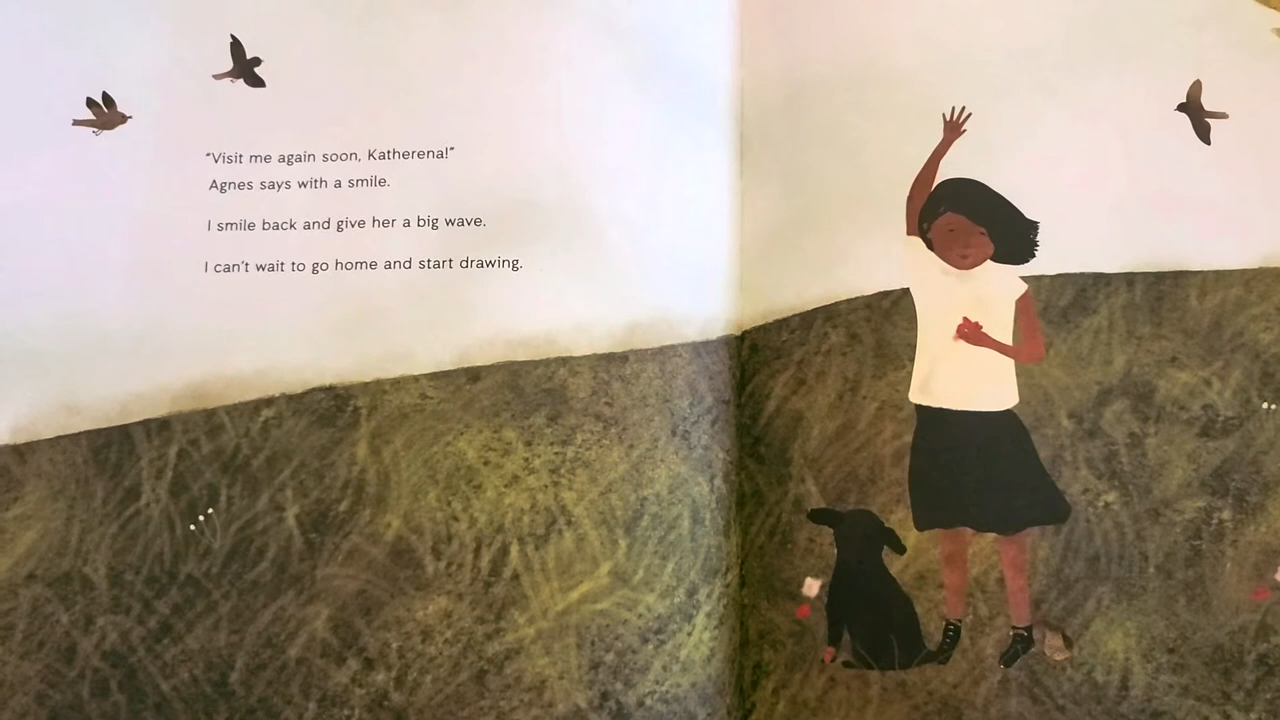 “Visit me again soon, Katherena!”
Agnes says with a smile.
I smile back and give her a big wave.
I can’t wait to go home and start drawing.